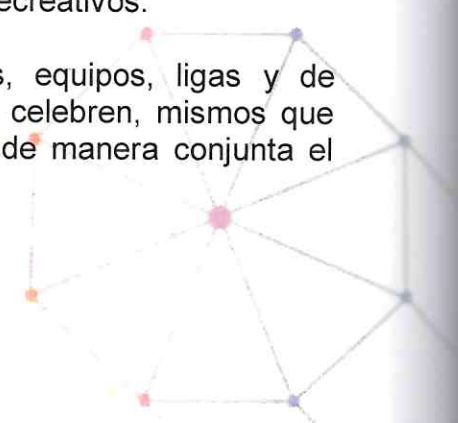 ecreativos.
s, equipos, ligas y de
celebren, mismos que
de manera conjunta el